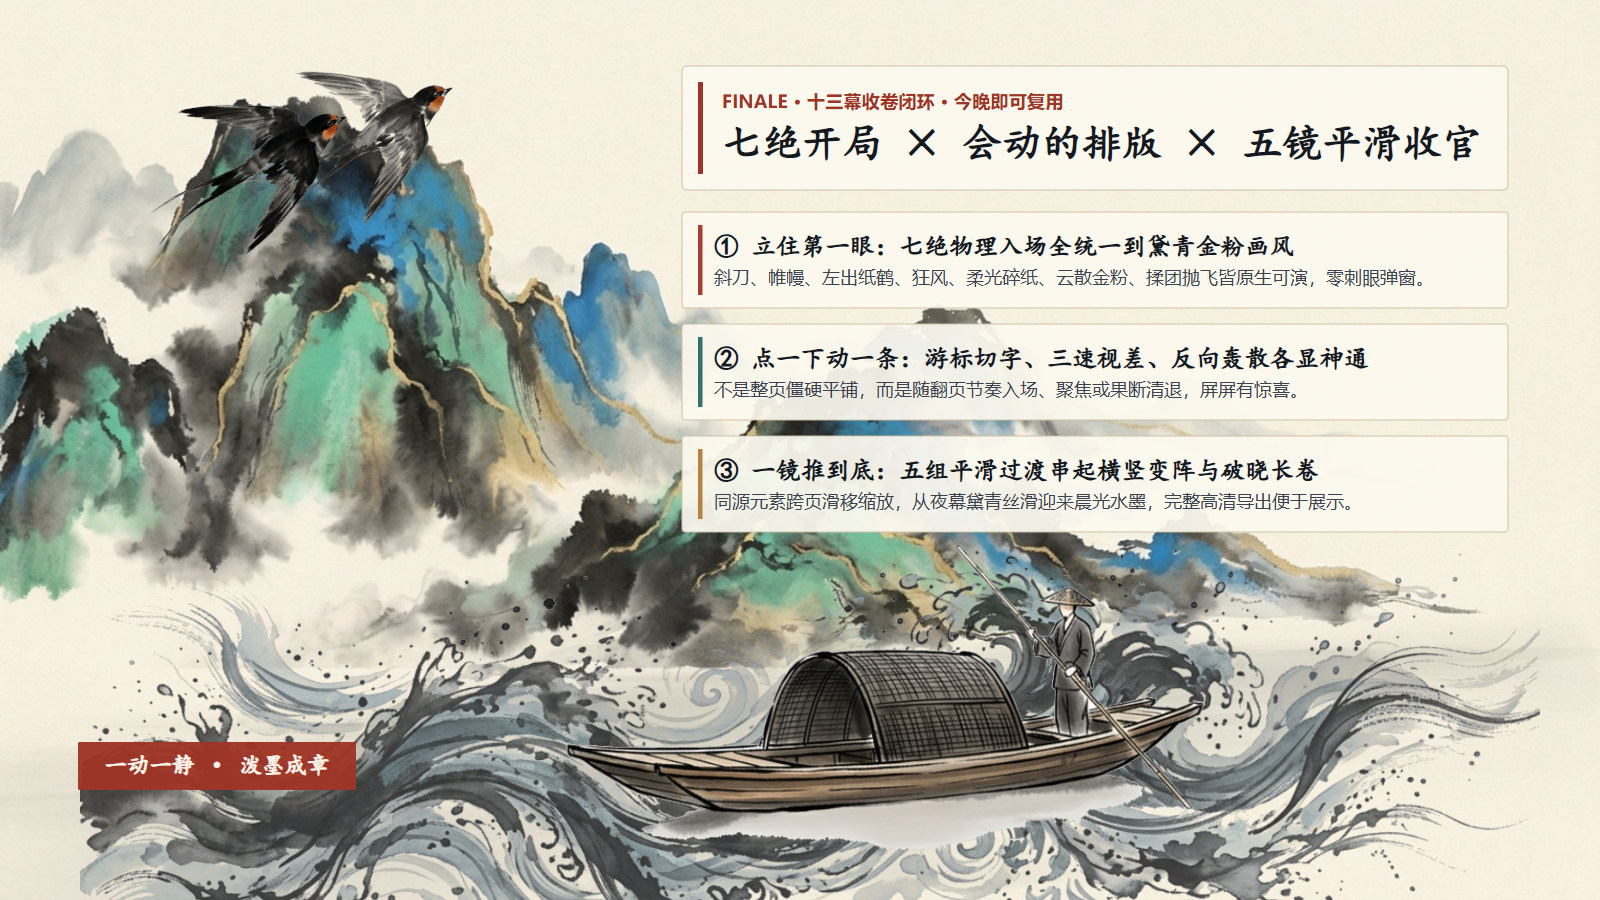 FINALE · 十三幕收卷闭环 · 今晚即可复用
七绝开局 × 会动的排版 × 五镜平滑收官
① 立住第一眼：七绝物理入场全统一到黛青金粉画风
斜刀、帷幔、左出纸鹤、狂风、柔光碎纸、云散金粉、揉团抛飞皆原生可演，零刺眼弹窗。
② 点一下动一条：游标切字、三速视差、反向轰散各显神通
不是整页僵硬平铺，而是随翻页节奏入场、聚焦或果断清退，屏屏有惊喜。
③ 一镜推到底：五组平滑过渡串起横竖变阵与破晓长卷
同源元素跨页滑移缩放，从夜幕黛青丝滑迎来晨光水墨，完整高清导出便于展示。
一动一静 · 泼墨成章